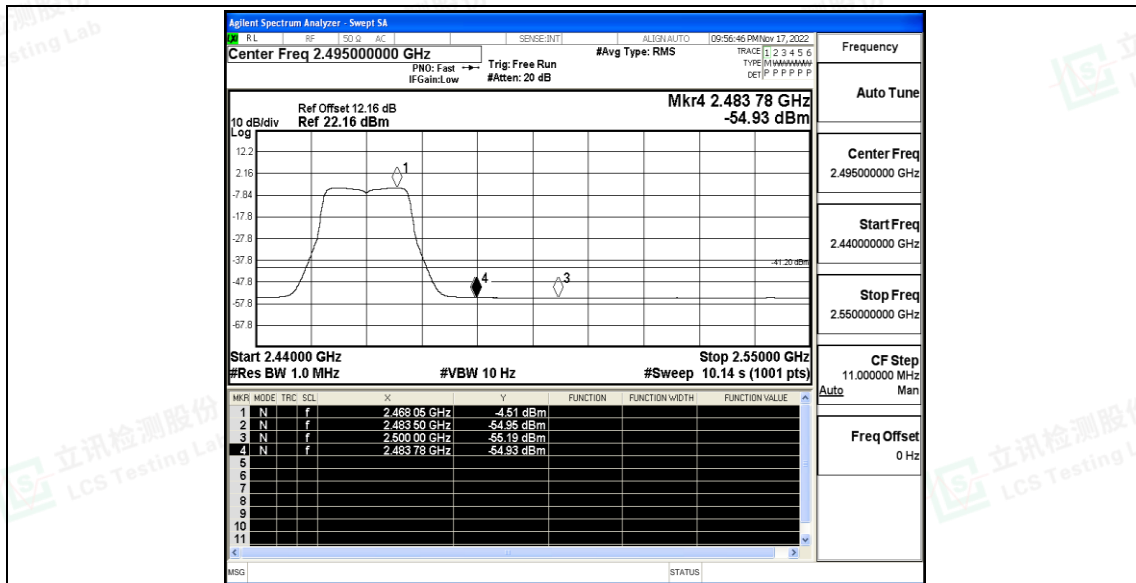 Agilent Spectrum Analyzer - Swept SA
RL RF 50 Ω AC SENSE:INT ALIGN AUTO 09:56:46 PM Nov 17, 2022
Center Freq 2.495000000 GHz
#Avg Type: RMS
TRACE 1 2 3 4 5 6
TYPE M
DET P P P P P P
PNO: Fast
IFGain:Low
Trig: Free Run
#Atten: 20 dB
Mkr4 2.483 78 GHz
-54.93 dBm
Ref Offset 12.16 dB
10 dB/div Ref 22.16 dBm
Log
12.2
2.16
-7.84
-17.8
-27.8
-37.8
-47.8
-57.8
-67.8
1
4
3
-41.20 dBm
Start 2.44000 GHz Stop 2.55000 GHz
#Res BW 1.0 MHz #VBW 10 Hz #Sweep 10.14 s (1001 pts)
MKR MODE TRC SCL X Y FUNCTION FUNCTION WIDTH FUNCTION VALUE
1 N f 2.468 05 GHz -4.51 dBm
2 N f 2.483 50 GHz -54.95 dBm
3 N f 2.500 00 GHz -55.19 dBm
4 N f 2.483 78 GHz -54.93 dBm
5
6
7
8
9
10
11
MSG STATUS
Frequency
Auto Tune
Center Freq
2.495000000 GHz
Start Freq
2.440000000 GHz
Stop Freq
2.550000000 GHz
CF Step
11.000000 MHz
Auto Man
Freq Offset
0 Hz
立讯检测股份
LCS Testing Lab
立讯检测股份
LCS Testing L
esting Lab